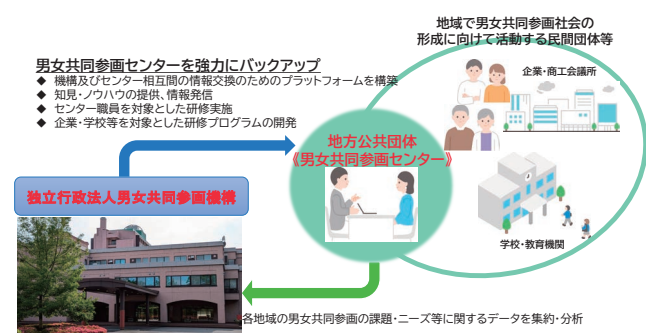 地域で男女共同参画社会の
形成に向けて活動する民間団体等
男女共同参画センターを強力にバックアップ
◆ 機構及びセンター相互間の情報交換のためのプラットフォームを構築
◆ 知見・ノウハウの提供、情報発信
◆ センター職員を対象とした研修実施
◆ 企業・学校等を対象とした研修プログラムの開発
企業・商工会議所
地方公共団体
《男女共同参画センター》
独立行政法人男女共同参画機構
学校・教育機関
各地域の男女共同参画の課題・ニーズ等に関するデータを集約・分析